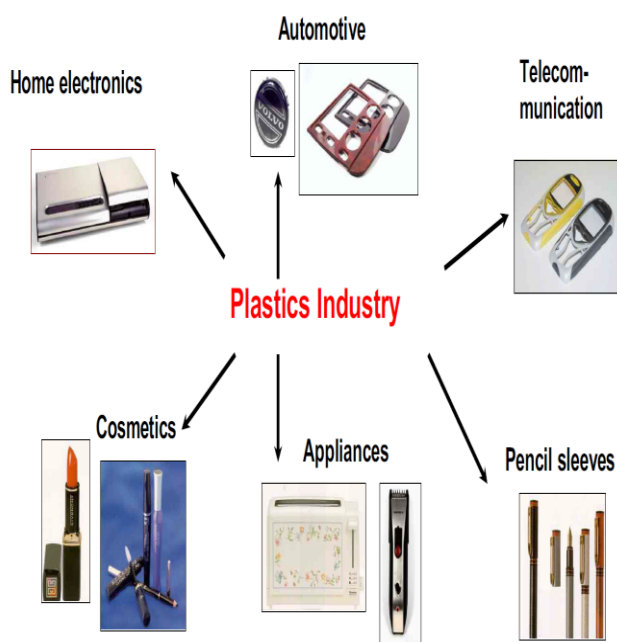 Automotive
Home electronics
Telecom-
munication
VOLVO
Plastics Industry
Cosmetics
Appliances
Pencil sleeves